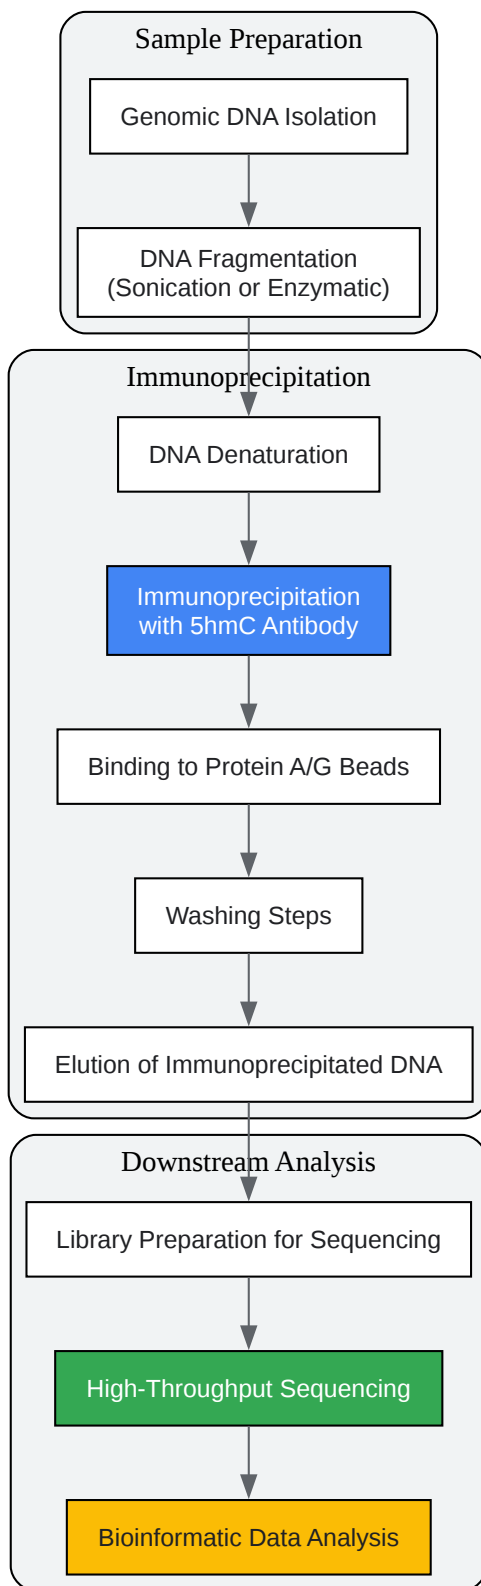 Sample Preparation
Genomic DNA Isolation
DNA Fragmentation
(Sonication or Enzymatic)
Immunoprecipitation
DNA Denaturation
Immunoprecipitation
with 5hmC Antibody
Binding to Protein A/G Beads
Washing Steps
Elution of Immunoprecipitated DNA
Downstream Analysis
Library Preparation for Sequencing
High-Throughput Sequencing
Bioinformatic Data Analysis